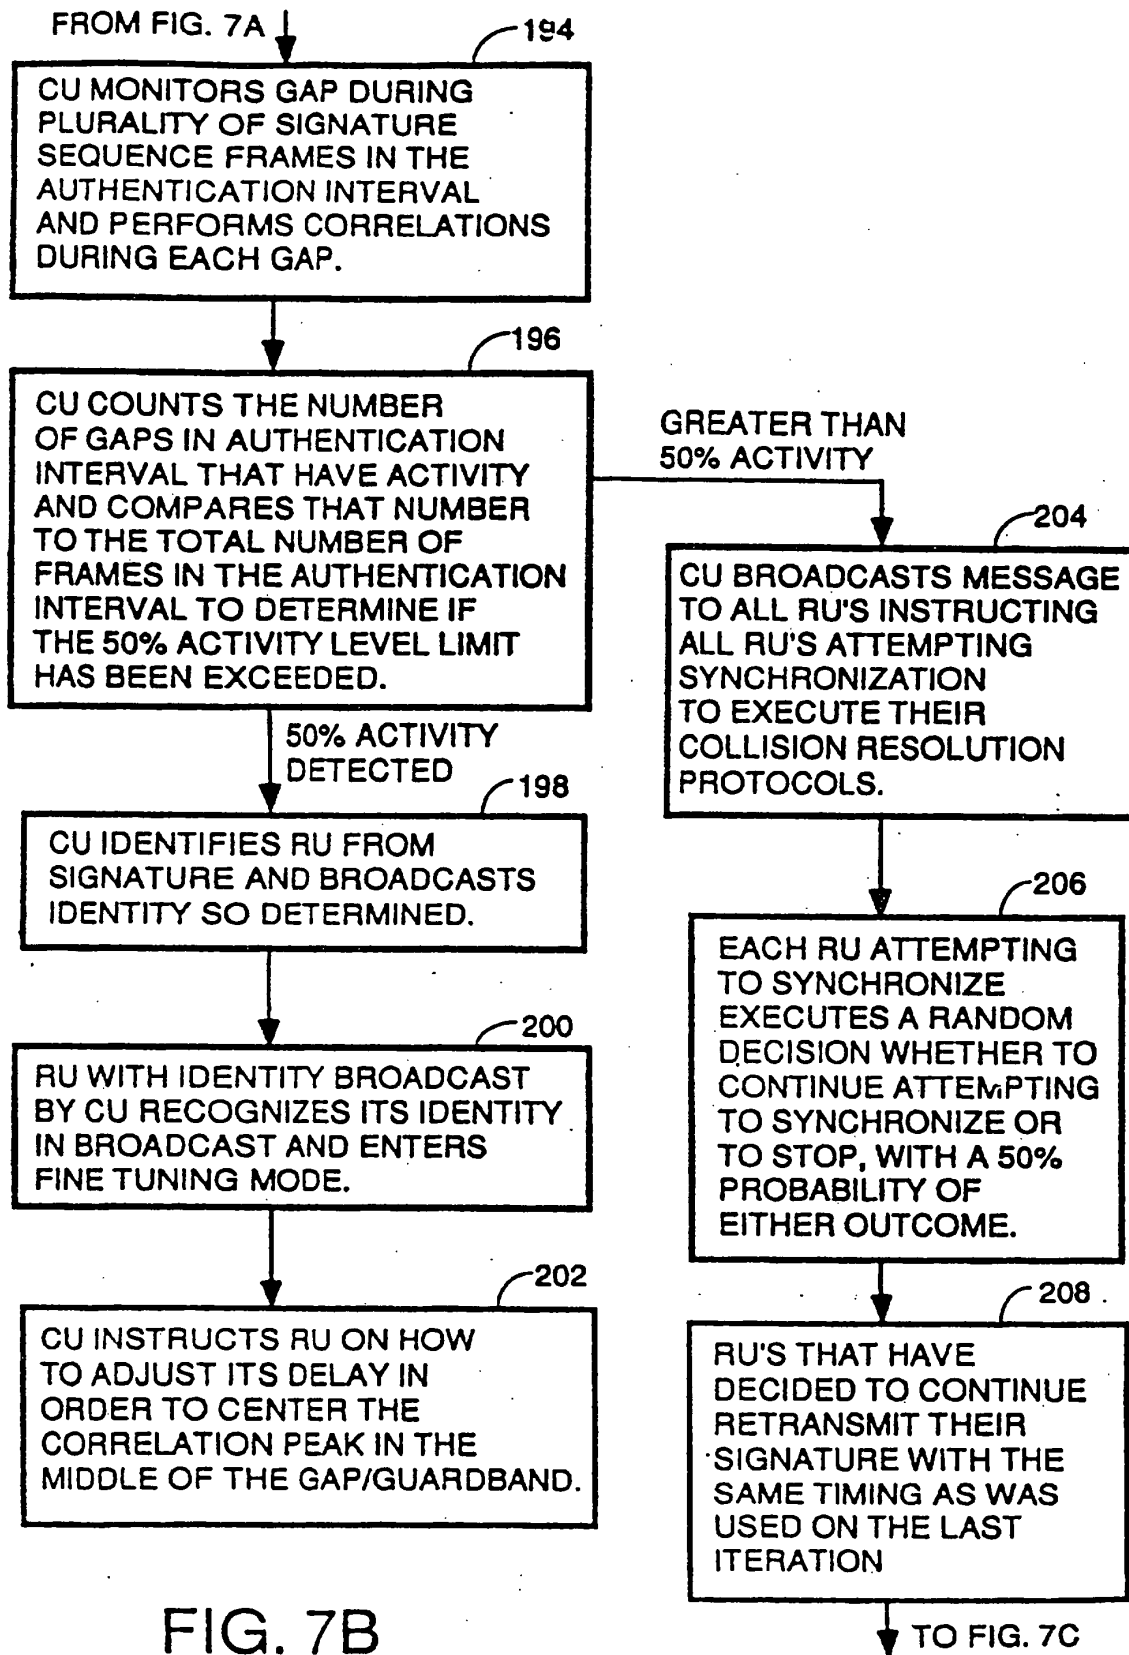 FROM FIG. 7A
194
CU MONITORS GAP DURING
PLURALITY OF SIGNATURE
SEQUENCE FRAMES IN THE
AUTHENTICATION INTERVAL
AND PERFORMS CORRELATIONS
DURING EACH GAP.
196
CU COUNTS THE NUMBER
OF GAPS IN AUTHENTICATION
INTERVAL THAT HAVE ACTIVITY
AND COMPARES THAT NUMBER
TO THE TOTAL NUMBER OF
FRAMES IN THE AUTHENTICATION
INTERVAL TO DETERMINE IF
THE 50% ACTIVITY LEVEL LIMIT
HAS BEEN EXCEEDED.
50% ACTIVITY
DETECTED
198
CU IDENTIFIES RU FROM
SIGNATURE AND BROADCASTS
IDENTITY SO DETERMINED.
200
RU WITH IDENTITY BROADCAST
BY CU RECOGNIZES ITS IDENTITY
IN BROADCAST AND ENTERS
FINE TUNING MODE.
202
CU INSTRUCTS RU ON HOW
TO ADJUST ITS DELAY IN
ORDER TO CENTER THE
CORRELATION PEAK IN THE
MIDDLE OF THE GAP/GUARDBAND.
GREATER THAN
50% ACTIVITY
204
CU BROADCASTS MESSAGE
TO ALL RU'S INSTRUCTING
ALL RU'S ATTEMPTING
SYNCHRONIZATION
TO EXECUTE THEIR
COLLISION RESOLUTION
PROTOCOLS.
206
EACH RU ATTEMPTING
TO SYNCHRONIZE
EXECUTES A RANDOM
DECISION WHETHER TO
CONTINUE ATTEMPTING
TO SYNCHRONIZE OR
TO STOP, WITH A 50%
PROBABILITY OF
EITHER OUTCOME.
208
RU'S THAT HAVE
DECIDED TO CONTINUE
RETRANSMIT THEIR
SIGNATURE WITH THE
SAME TIMING AS WAS
USED ON THE LAST
ITERATION
TO FIG. 7C
FIG. 7B